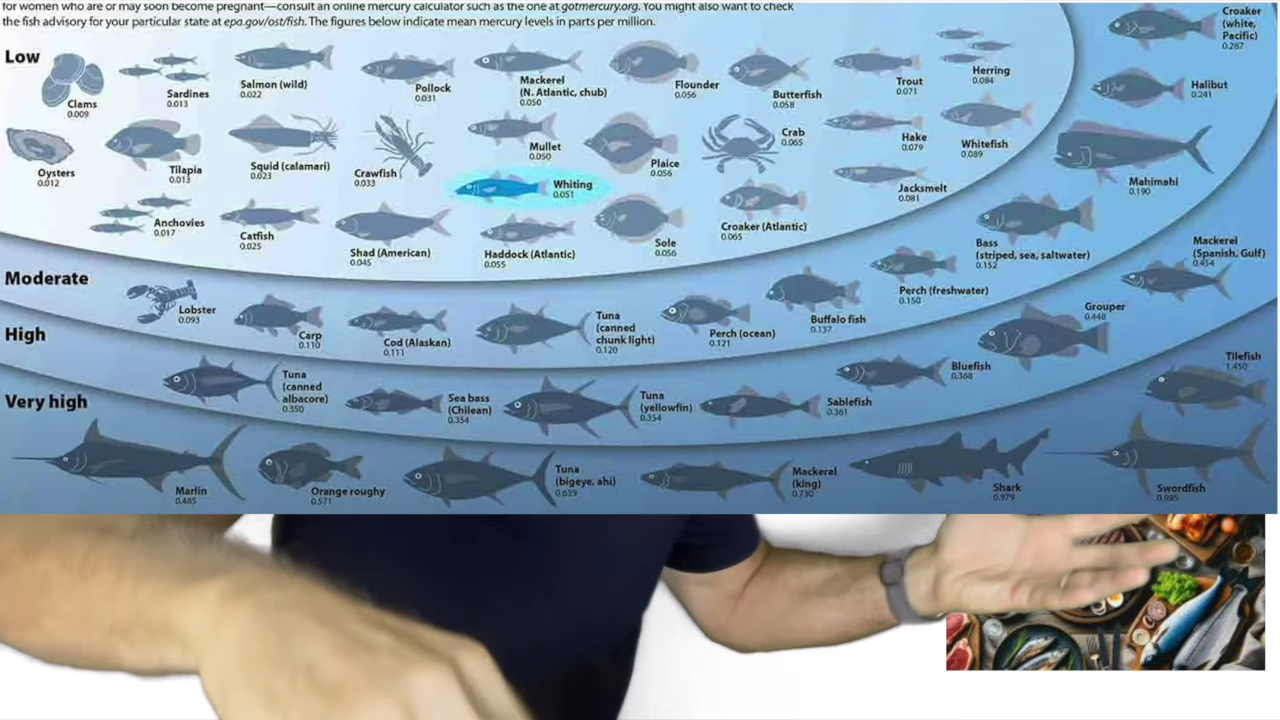 for women who are or may soon become pregnant—consult an online mercury calculator such as the one at gotmercury.org. You might also want to check
the fish advisory for your particular state at epa.gov/ost/fish. The figures below indicate mean mercury levels in parts per million.
Low
Clams
0.009
Sardines
0.013
Salmon (wild)
0.022
Pollock
0.031
Mackerel
(N. Atlantic, chub)
0.050
Flounder
0.056
Butterfish
0.058
Trout
0.071
Herring
0.084
Croaker
(white,
Pacific)
0.287
Halibut
0.241
Oysters
0.012
Tilapia
0.013
Squid (calamari)
0.023
Crawfish
0.033
Mullet
0.050
Plaice
0.056
Crab
0.065
Hake
0.079
Whitefish
0.089
Mahimahi
0.190
Whiting
0.051
Jacksmelt
0.081
Anchovies
0.017
Catfish
0.025
Shad (American)
0.045
Haddock (Atlantic)
0.055
Sole
0.056
Croaker (Atlantic)
0.065
Bass
(striped, sea, saltwater)
0.152
Mackerel
(Spanish, Gulf)
0.454
Moderate
Lobster
0.093
Carp
0.110
Cod (Alaskan)
0.111
Tuna
(canned
chunk light)
0.120
Perch (ocean)
0.121
Buffalo fish
0.137
Perch (freshwater)
0.150
Grouper
0.448
High
Tuna
(canned
albacore)
0.350
Sea bass
(Chilean)
0.354
Tuna
(yellowfin)
0.354
Sablefish
0.361
Bluefish
0.368
Tilefish
1.450
Very high
Marlin
0.485
Orange roughy
0.571
Tuna
(bigeye, ahi)
0.639
Mackerel
(king)
0.730
Shark
0.979
Swordfish
0.995